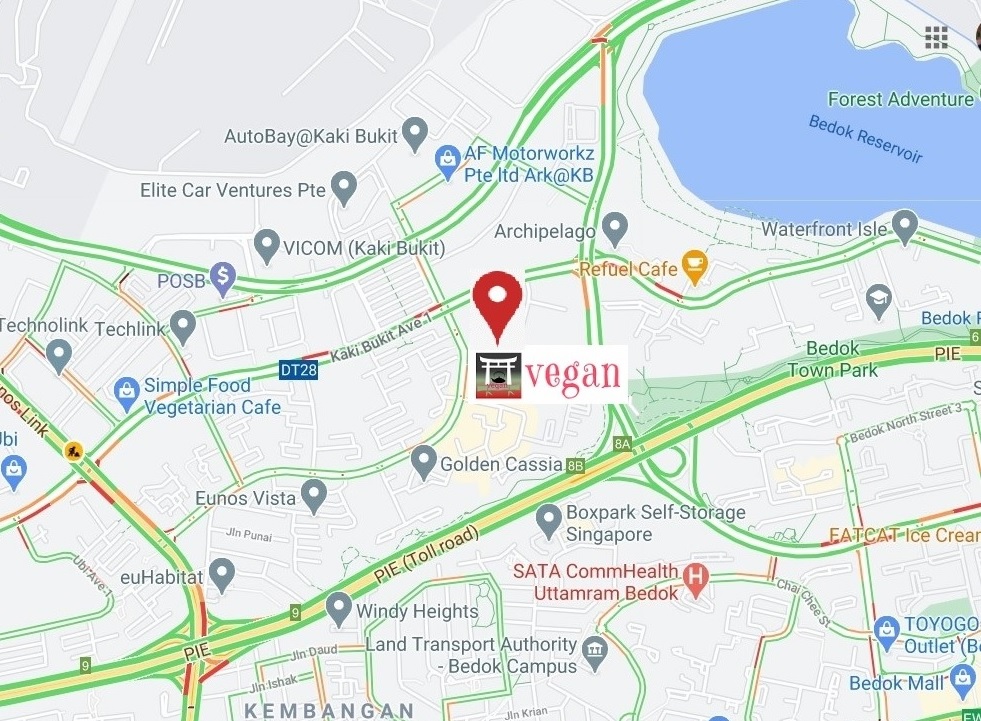 Forest Adventure
Bedok Reservoir
AutoBay@Kaki Bukit
AF Motorworkz
Pte ltd Ark@KB
Elite Car Ventures Pte
Archipelago
Waterfront Isle
VICOM (Kaki Bukit)
Refuel Cafe
POSB
$
Technolink
Techlink
Kaki Bukit Ave 1
DT28
vegan
Bedok
Town Park
PIE
6
Simple Food
Vegetarian Cafe
Bedok North Street 3
8A
8B
Golden Cassia
Eunos Vista
Jln Punai
Boxpark Self-Storage
Singapore
PIE (Toll road)
EATCAT Ice Crear
Ubi Ave 1
euHabitat
SATA CommHealth
Uttamram Bedok
H
Chai Chee St
9
Windy Heights
Land Transport Authority
- Bedok Campus
TOYOGO
Outlet (Be
PIE
Jln Daud
9
Jln Ishak
Bedok Mall
KEMBANGAN
Jln Krian
EW